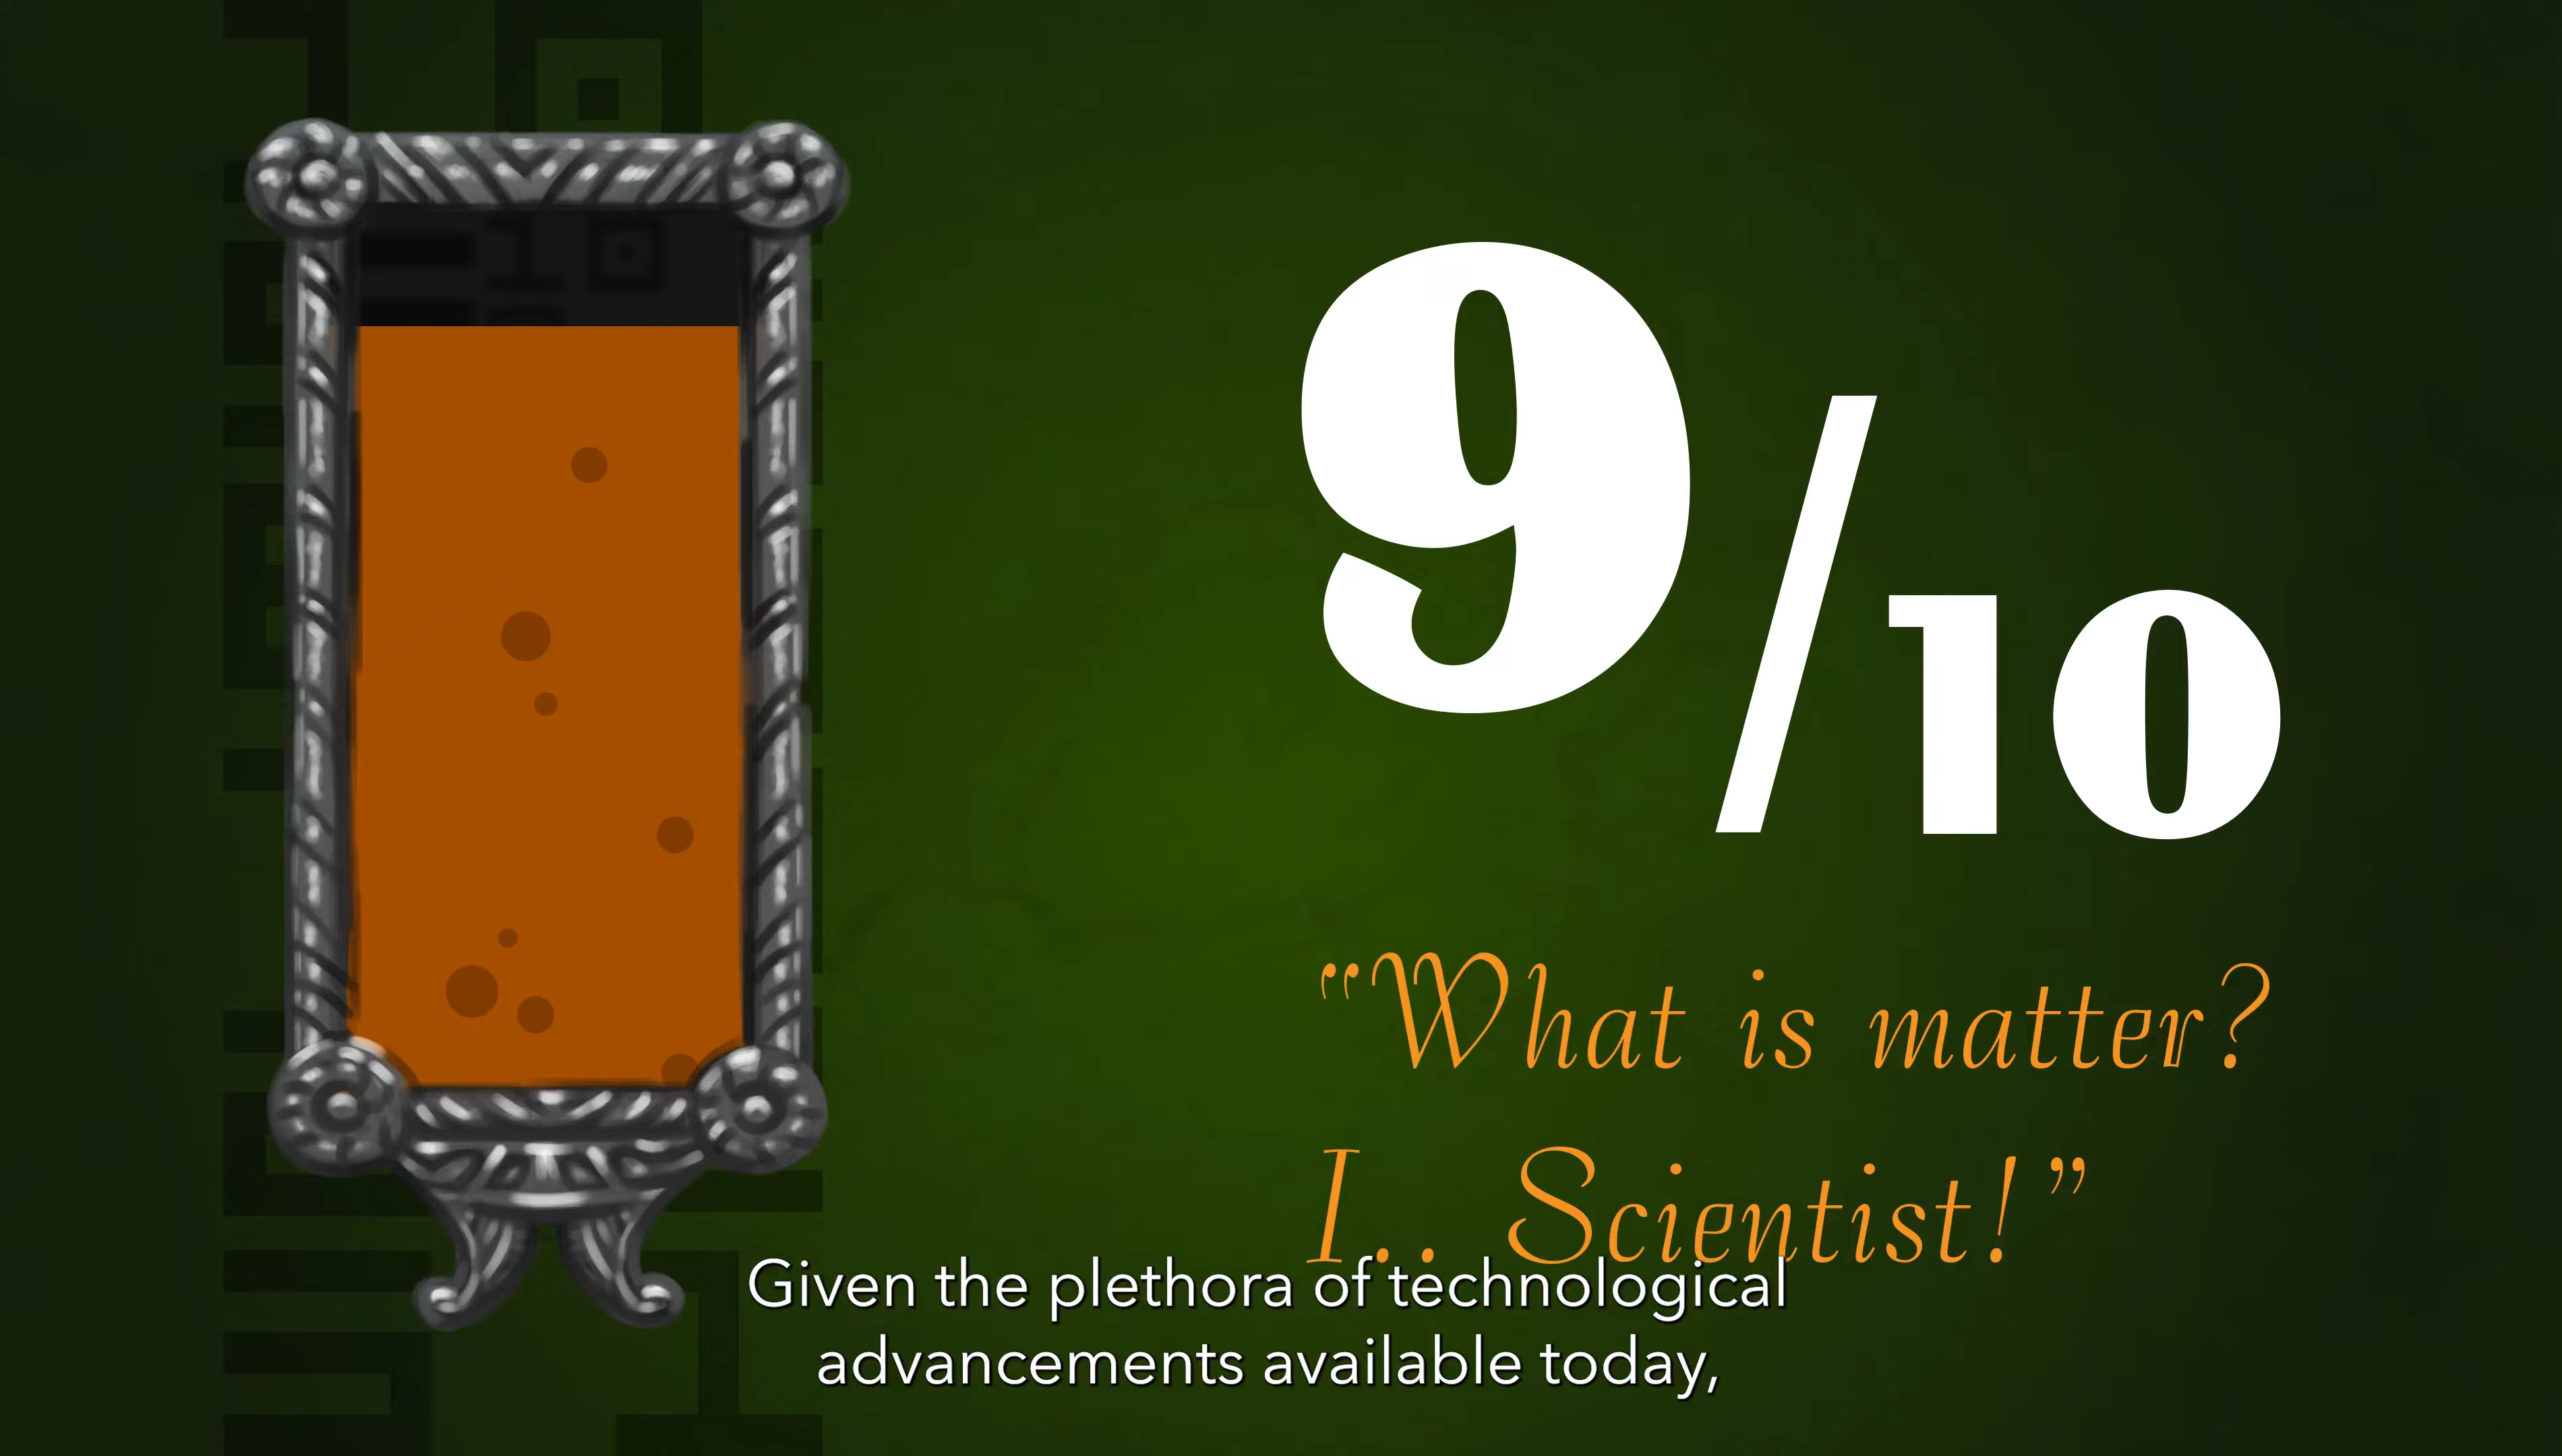 9/10
“What is matter?
I.. Scientist!”
Given the plethora of technological
advancements available today,